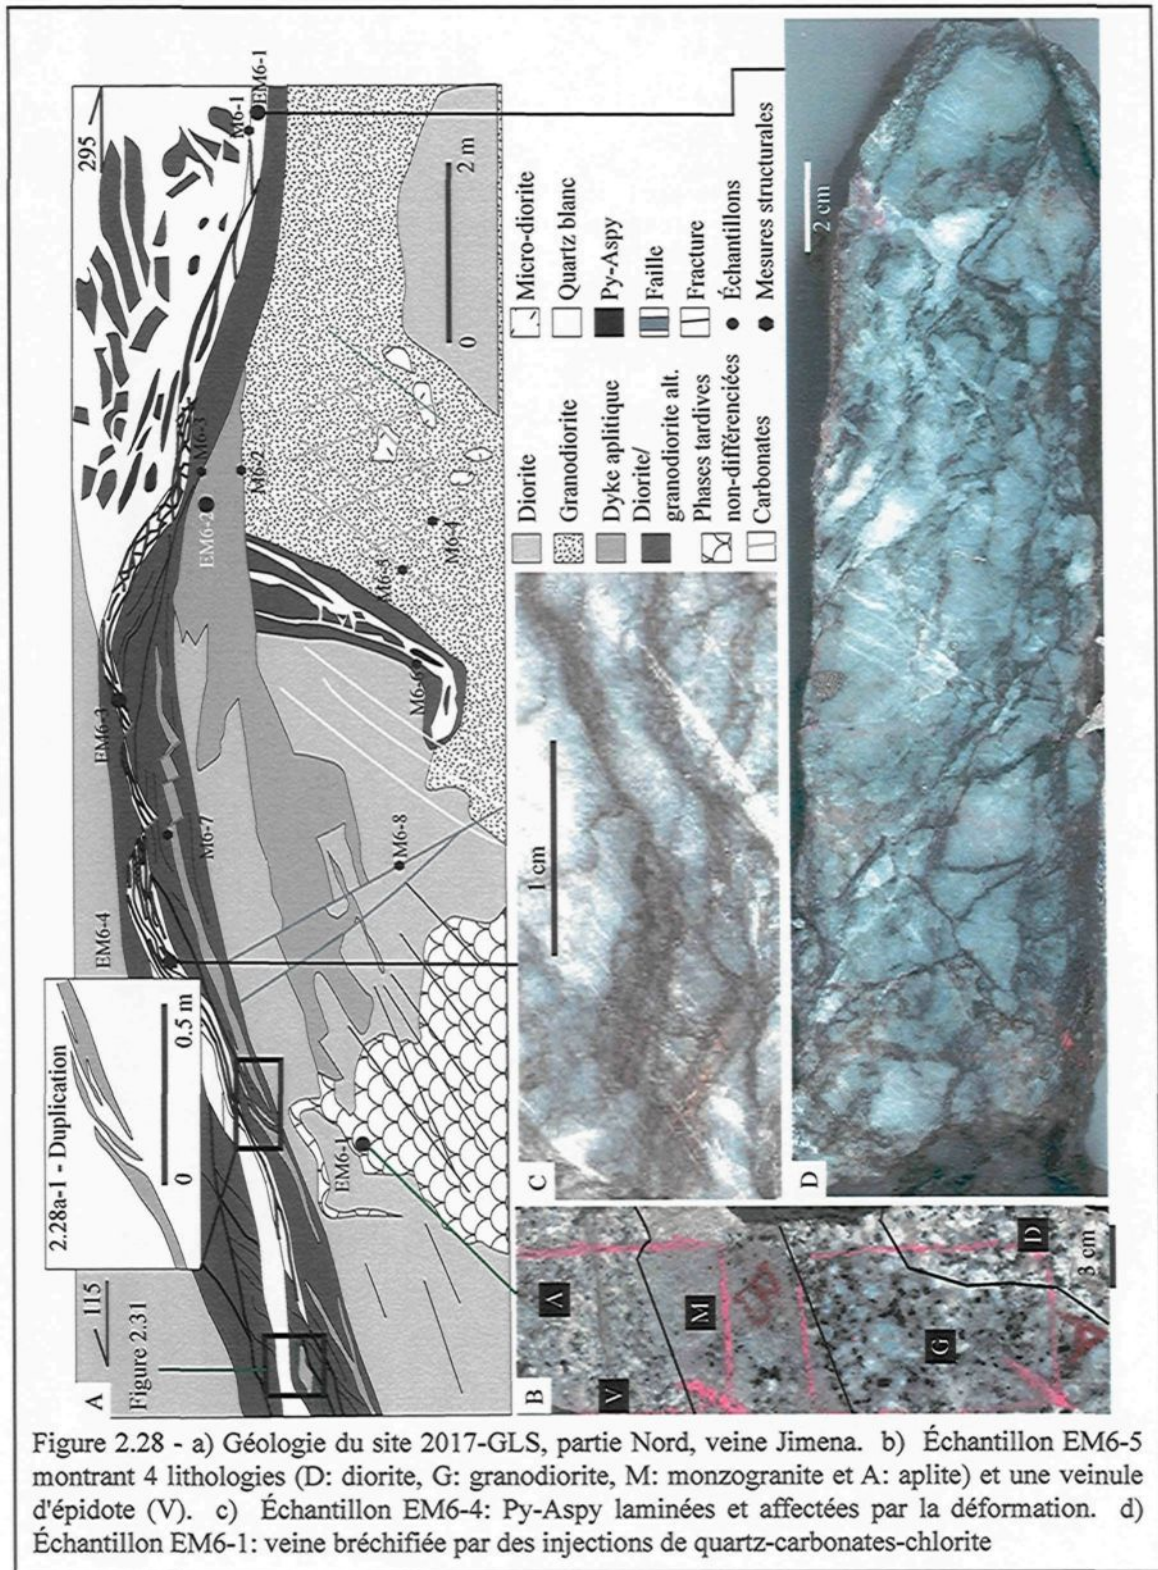 A
115
295
Figure 2.31
2.28a-1 - Duplication
0
0.5 m
EM6-4
EM6-3
M6-7
M6-3
EM6-2
M6-2
M6-1
EM6-1
M6-5
M6-4
M6-6
M6-8
EM6-1
0
2 m
Diorite
Granodiorite
Dyke aplitique
Diorite/
granodiorite alt.
Phases tardives
non-différenciées
Carbonates
Micro-diorite
Quartz blanc
Py-Aspy
Faille
Fracture
Échantillons
Mesures structurales
B
A
V
M
G
D
3 cm
C
1 cm
D
2 cm
Figure 2.28 - a) Géologie du site 2017-GLS, partie Nord, veine Jimena. b) Échantillon EM6-5
montrant 4 lithologies (D: diorite, G: granodiorite, M: monzogranite et A: aplite) et une veinule
d'épidote (V). c) Échantillon EM6-4: Py-Aspy laminées et affectées par la déformation. d)
Échantillon EM6-1: veine bréchifiée par des injections de quartz-carbonates-chlorite